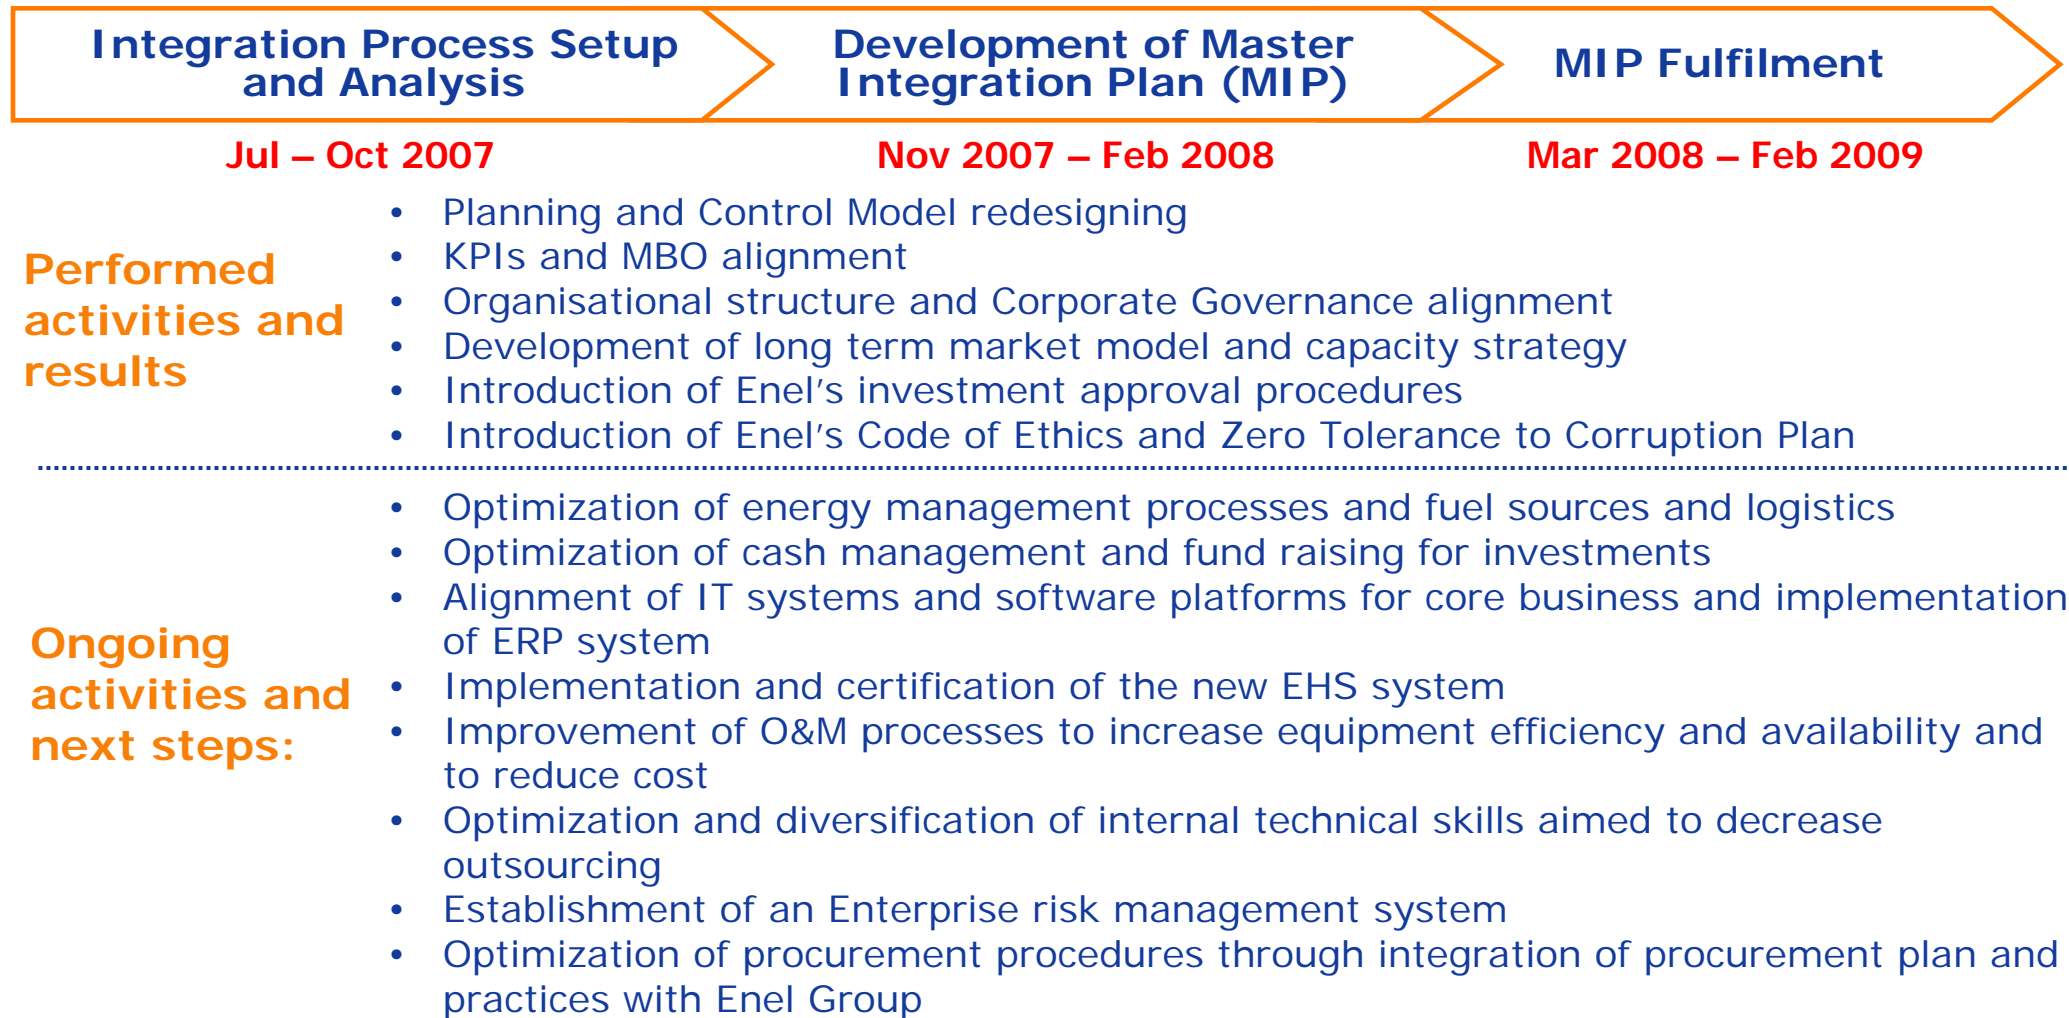 Integration Process Setup
and Analysis
Development of Master
Integration Plan (MIP)
MIP Fulfilment
Jul – Oct 2007
Nov 2007 – Feb 2008
Mar 2008 – Feb 2009
Performed
activities and
results
• Planning and Control Model redesigning
• KPIs and MBO alignment
• Organisational structure and Corporate Governance alignment
• Development of long term market model and capacity strategy
• Introduction of Enel’s investment approval procedures
• Introduction of Enel’s Code of Ethics and Zero Tolerance to Corruption Plan
Ongoing
activities and
next steps:
• Optimization of energy management processes and fuel sources and logistics
• Optimization of cash management and fund raising for investments
• Alignment of IT systems and software platforms for core business and implementation
of ERP system
• Implementation and certification of the new EHS system
• Improvement of O&M processes to increase equipment efficiency and availability and
to reduce cost
• Optimization and diversification of internal technical skills aimed to decrease
outsourcing
• Establishment of an Enterprise risk management system
• Optimization of procurement procedures through integration of procurement plan and
practices with Enel Group